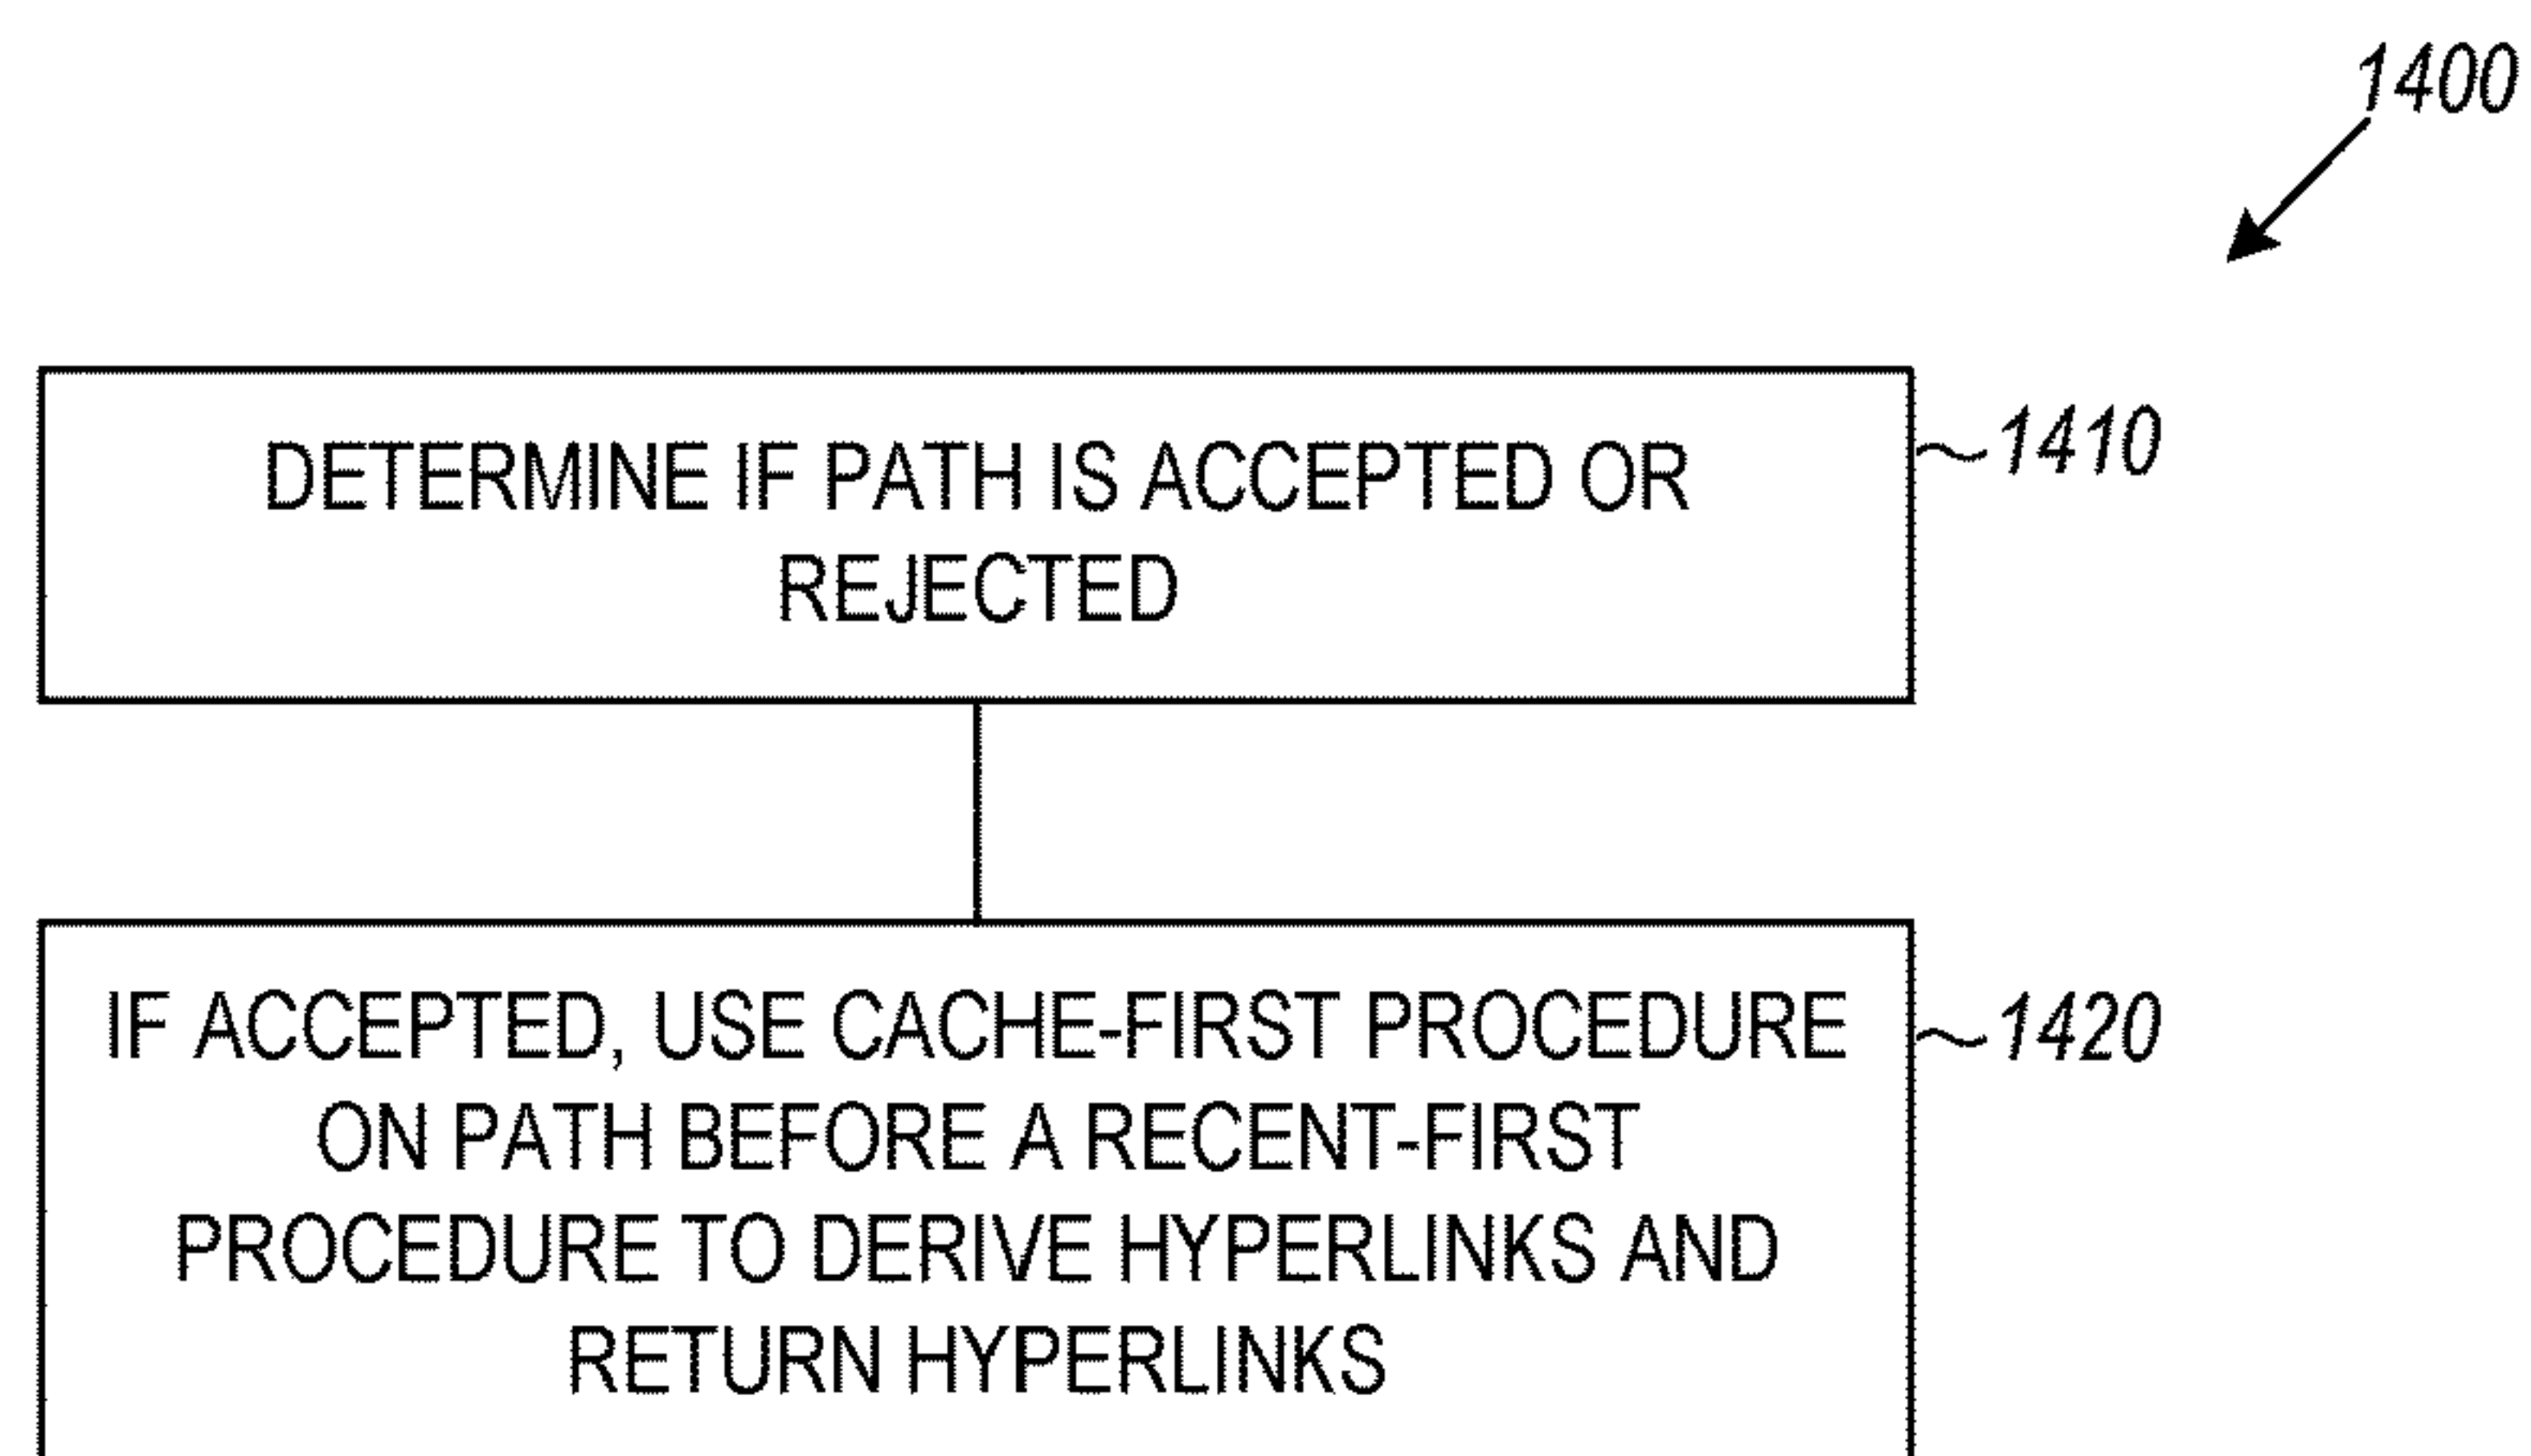 1400
DETERMINE IF PATH IS ACCEPTED OR
REJECTED
1410
IF ACCEPTED, USE CACHE-FIRST PROCEDURE
ON PATH BEFORE A RECENT-FIRST
PROCEDURE TO DERIVE HYPERLINKS AND
RETURN HYPERLINKS
1420